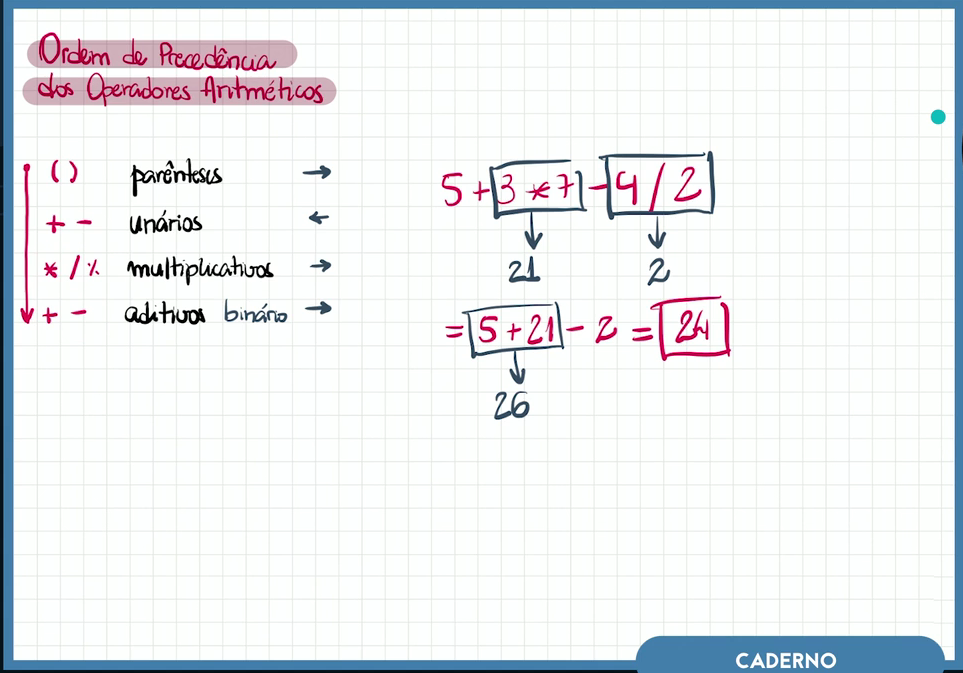 Ordem de Precedência
dos Operadores Aritméticos
( ) parênteses →
+ - unários ←
* / % multiplicativos →
+ - aditivos binário →
5 + 3 * 7 - 4 / 2
21 2
= 5 + 21 - 2 = 24
26
CADERNO